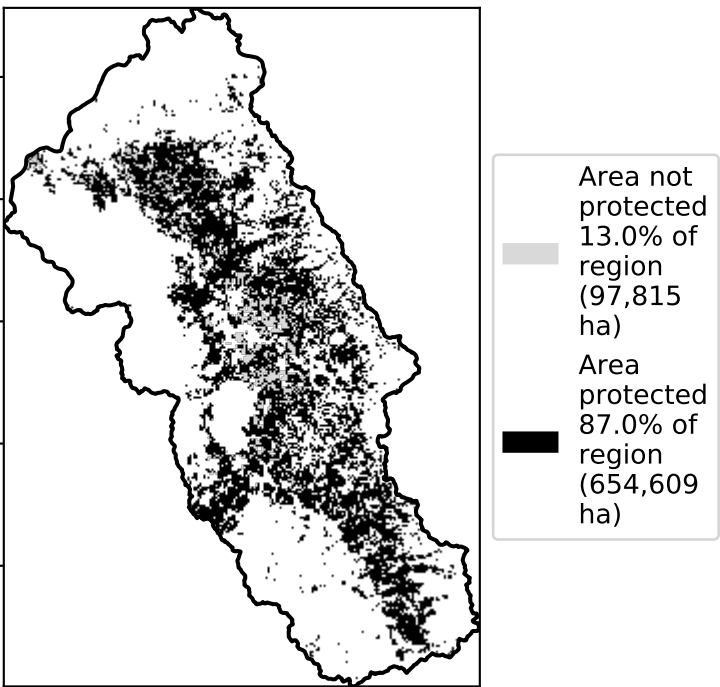 Area not
protected
13.0% of
region
(97,815
ha)
Area
protected
87.0% of
region
(654,609
ha)